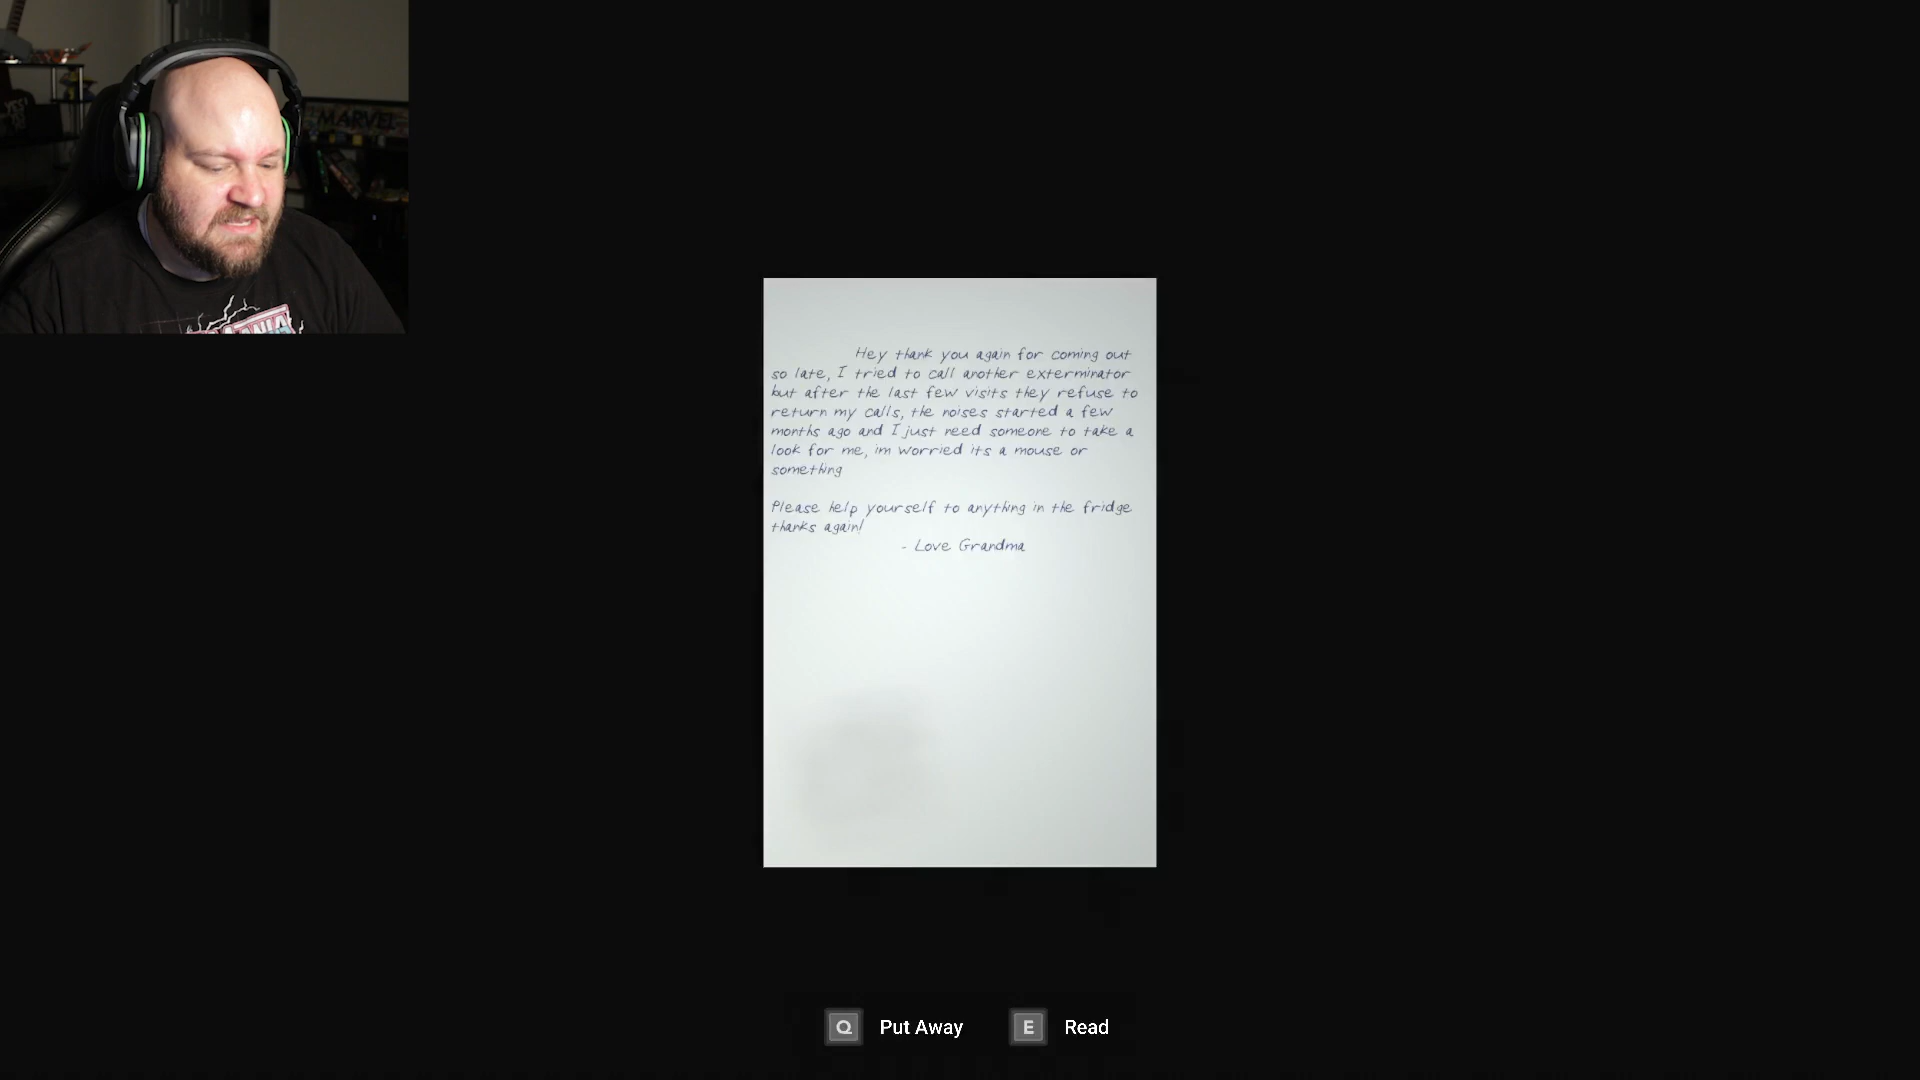 MARVEL
Hey thank you again for coming out
so late, I tried to call another exterminator
but after the last few visits they refuse to
return my calls, the noises started a few
months ago and I just need someone to take a
look for me, im worried its a mouse or
something
Please help yourself to anything in the fridge
thanks again!
- Love Grandma
Q Put Away E Read